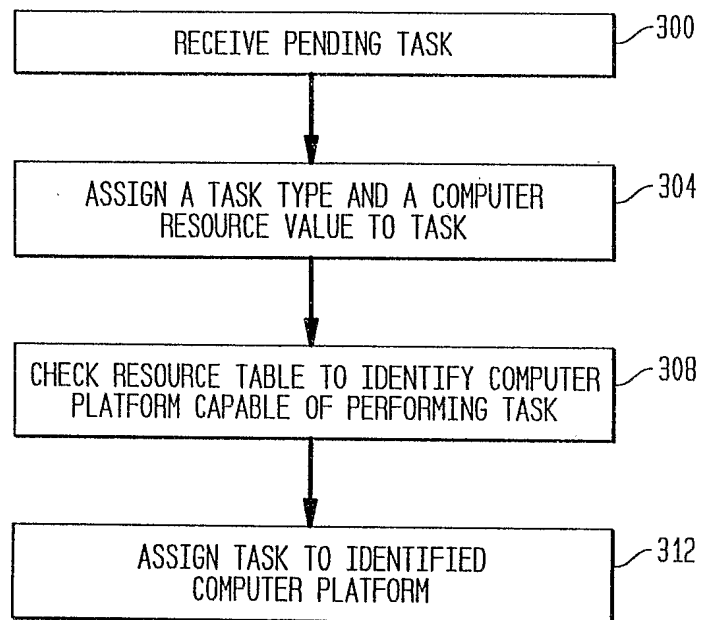 RECEIVE PENDING TASK
300
ASSIGN A TASK TYPE AND A COMPUTER
RESOURCE VALUE TO TASK
304
CHECK RESOURCE TABLE TO IDENTIFY COMPUTER
PLATFORM CAPABLE OF PERFORMING TASK
308
ASSIGN TASK TO IDENTIFIED
COMPUTER PLATFORM
312